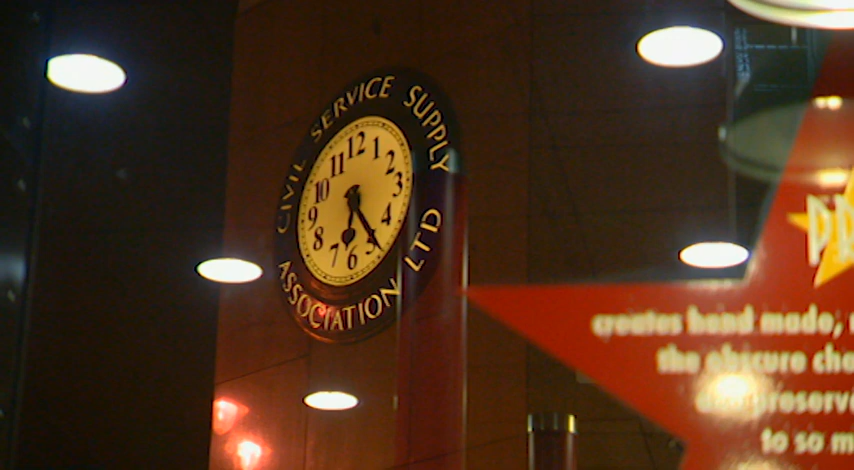 CIVIL SERVICE SUPPLY
ASSOCIATION LTD
12
1
2
3
4
5
6
7
8
9
10
11
creates hand made,
the obscure
to so